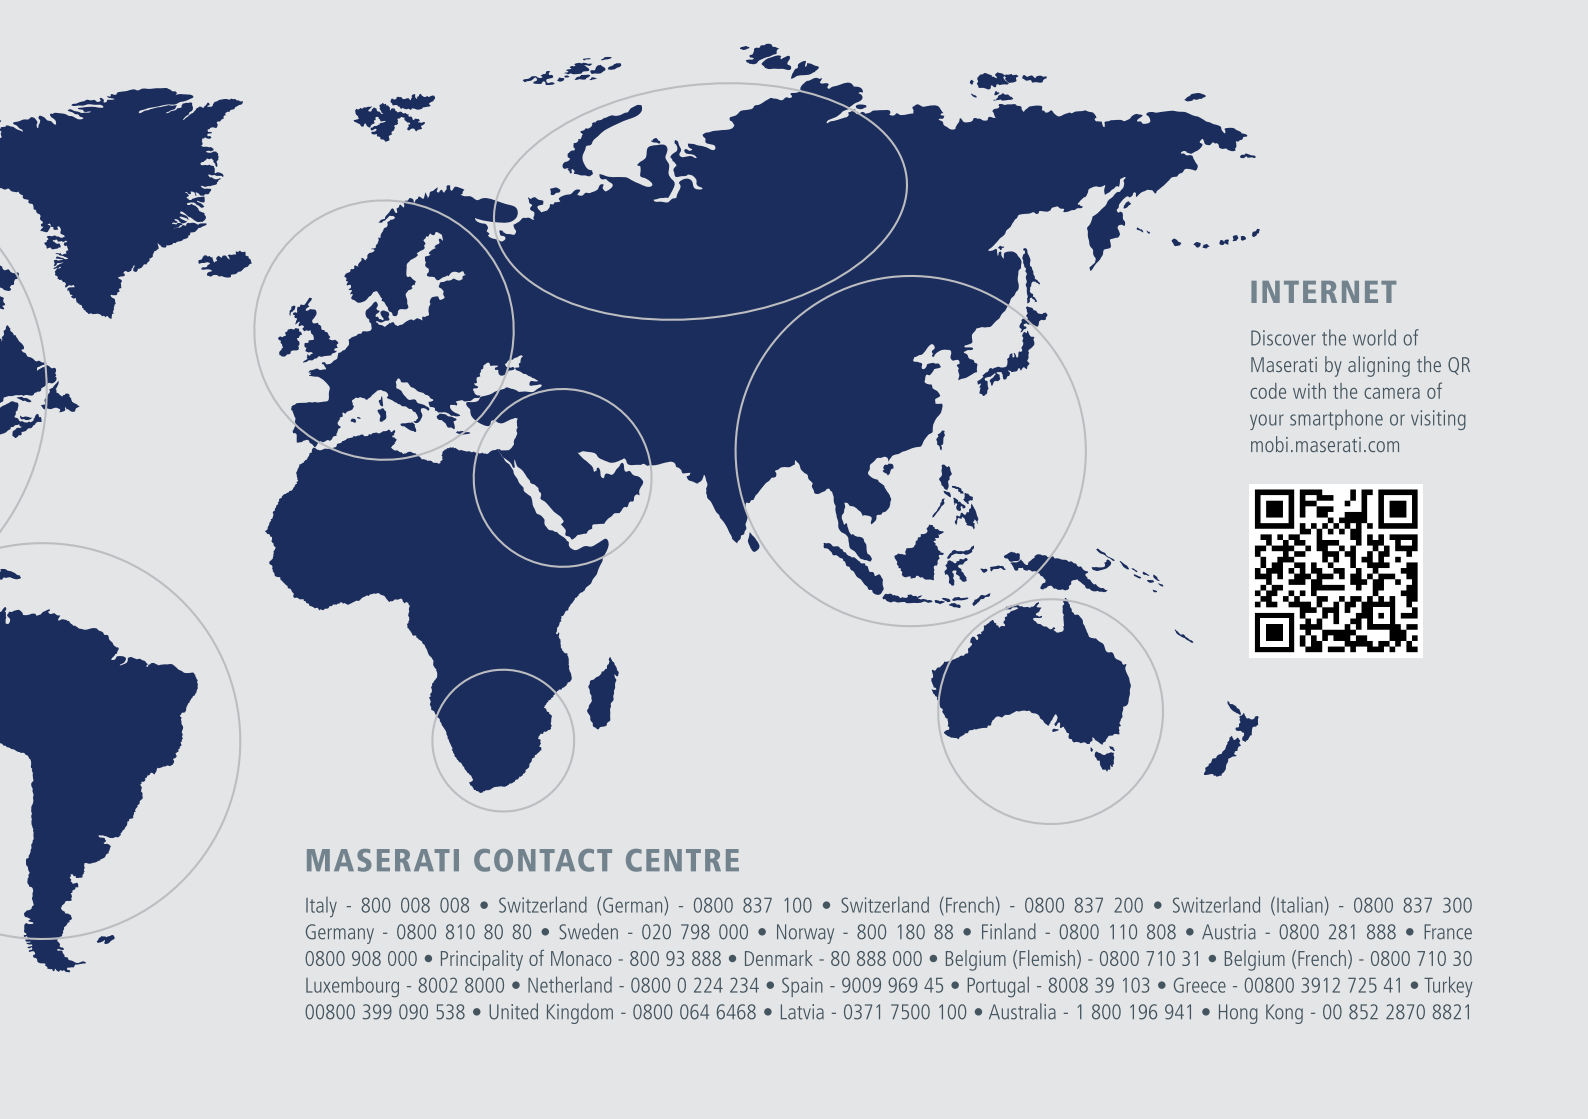 INTERNET
Discover the world of
Maserati by aligning the QR
code with the camera of
your smartphone or visiting
mobi.maserati.com
MASERATI CONTACT CENTRE
Italy - 800 008 008 • Switzerland (German) - 0800 837 100 • Switzerland (French) - 0800 837 200 • Switzerland (Italian) - 0800 837 300
Germany - 0800 810 80 80 • Sweden - 020 798 000 • Norway - 800 180 88 • Finland - 0800 110 808 • Austria - 0800 281 888 • France
0800 908 000 • Principality of Monaco - 800 93 888 • Denmark - 80 888 000 • Belgium (Flemish) - 0800 710 31 • Belgium (French) - 0800 710 30
Luxembourg - 8002 8000 • Netherland - 0800 0 224 234 • Spain - 9009 969 45 • Portugal - 8008 39 103 • Greece - 00800 3912 725 41 • Turkey
00800 399 090 538 • United Kingdom - 0800 064 6468 • Latvia - 0371 7500 100 • Australia - 1 800 196 941 • Hong Kong - 00 852 2870 8821